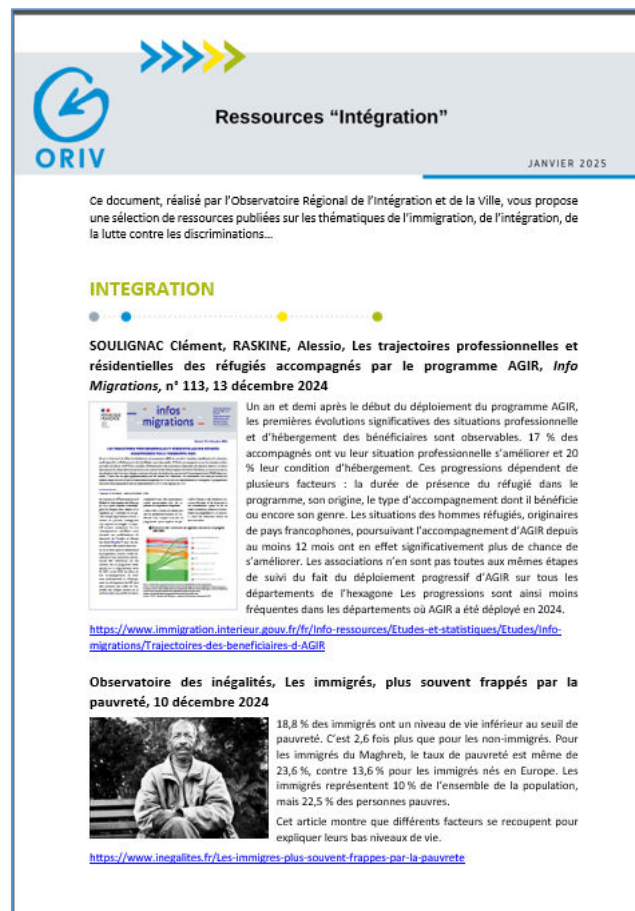 Ressources “Intégration”
ORIV
JANVIER 2025
Ce document, réalisé par l’Observatoire Régional de l’Intégration et de la Ville, vous propose
une sélection de ressources publiées sur les thématiques de l’immigration, de l’intégration, de
la lutte contre les discriminations…
INTEGRATION
SOULIGNAC Clément, RASKINE, Alessio, Les trajectoires professionnelles et
résidentielles des réfugiés accompagnés par le programme AGIR, Info
Migrations, n° 113, 13 décembre 2024
infos
migrations
Un an et demi après le début du déploiement du programme AGIR,
les premières évolutions significatives des situations professionnelle
et d’hébergement des bénéficiaires sont observables. 17 % des
accompagnés ont vu leur situation professionnelle s’améliorer et 20
% leur condition d’hébergement. Ces progressions dépendent de
plusieurs facteurs : la durée de présence du réfugié dans le
programme, son origine, le type d’accompagnement dont il bénéficie
ou encore son genre. Les situations des hommes réfugiés, originaires
de pays francophones, poursuivant l’accompagnement d’AGIR depuis
au moins 12 mois ont en effet significativement plus de chance de
s’améliorer. Les associations n’en sont pas toutes aux mêmes étapes
de suivi du fait du déploiement progressif d’AGIR sur tous les
départements de l’hexagone Les progressions sont ainsi moins
fréquentes dans les départements où AGIR a été déployé en 2024.
https://www.immigration.interieur.gouv.fr/fr/Info-ressources/Etudes-et-statistiques/Etudes/Info-
migrations/Trajectoires-des-beneficiaires-d-AGIR
Observatoire des inégalités, Les immigrés, plus souvent frappés par la
pauvreté, 10 décembre 2024
18,8 % des immigrés ont un niveau de vie inférieur au seuil de
pauvreté. C’est 2,6 fois plus que pour les non-immigrés. Pour
les immigrés du Maghreb, le taux de pauvreté est même de
23,6 %, contre 13,6 % pour les immigrés nés en Europe. Les
immigrés représentent 10 % de l’ensemble de la population,
mais 22,5 % des personnes pauvres.
Cet article montre que différents facteurs se recoupent pour
expliquer leurs bas niveaux de vie.
https://www.inegalites.fr/Les-immigres-plus-souvent-frappes-par-la-pauvrete